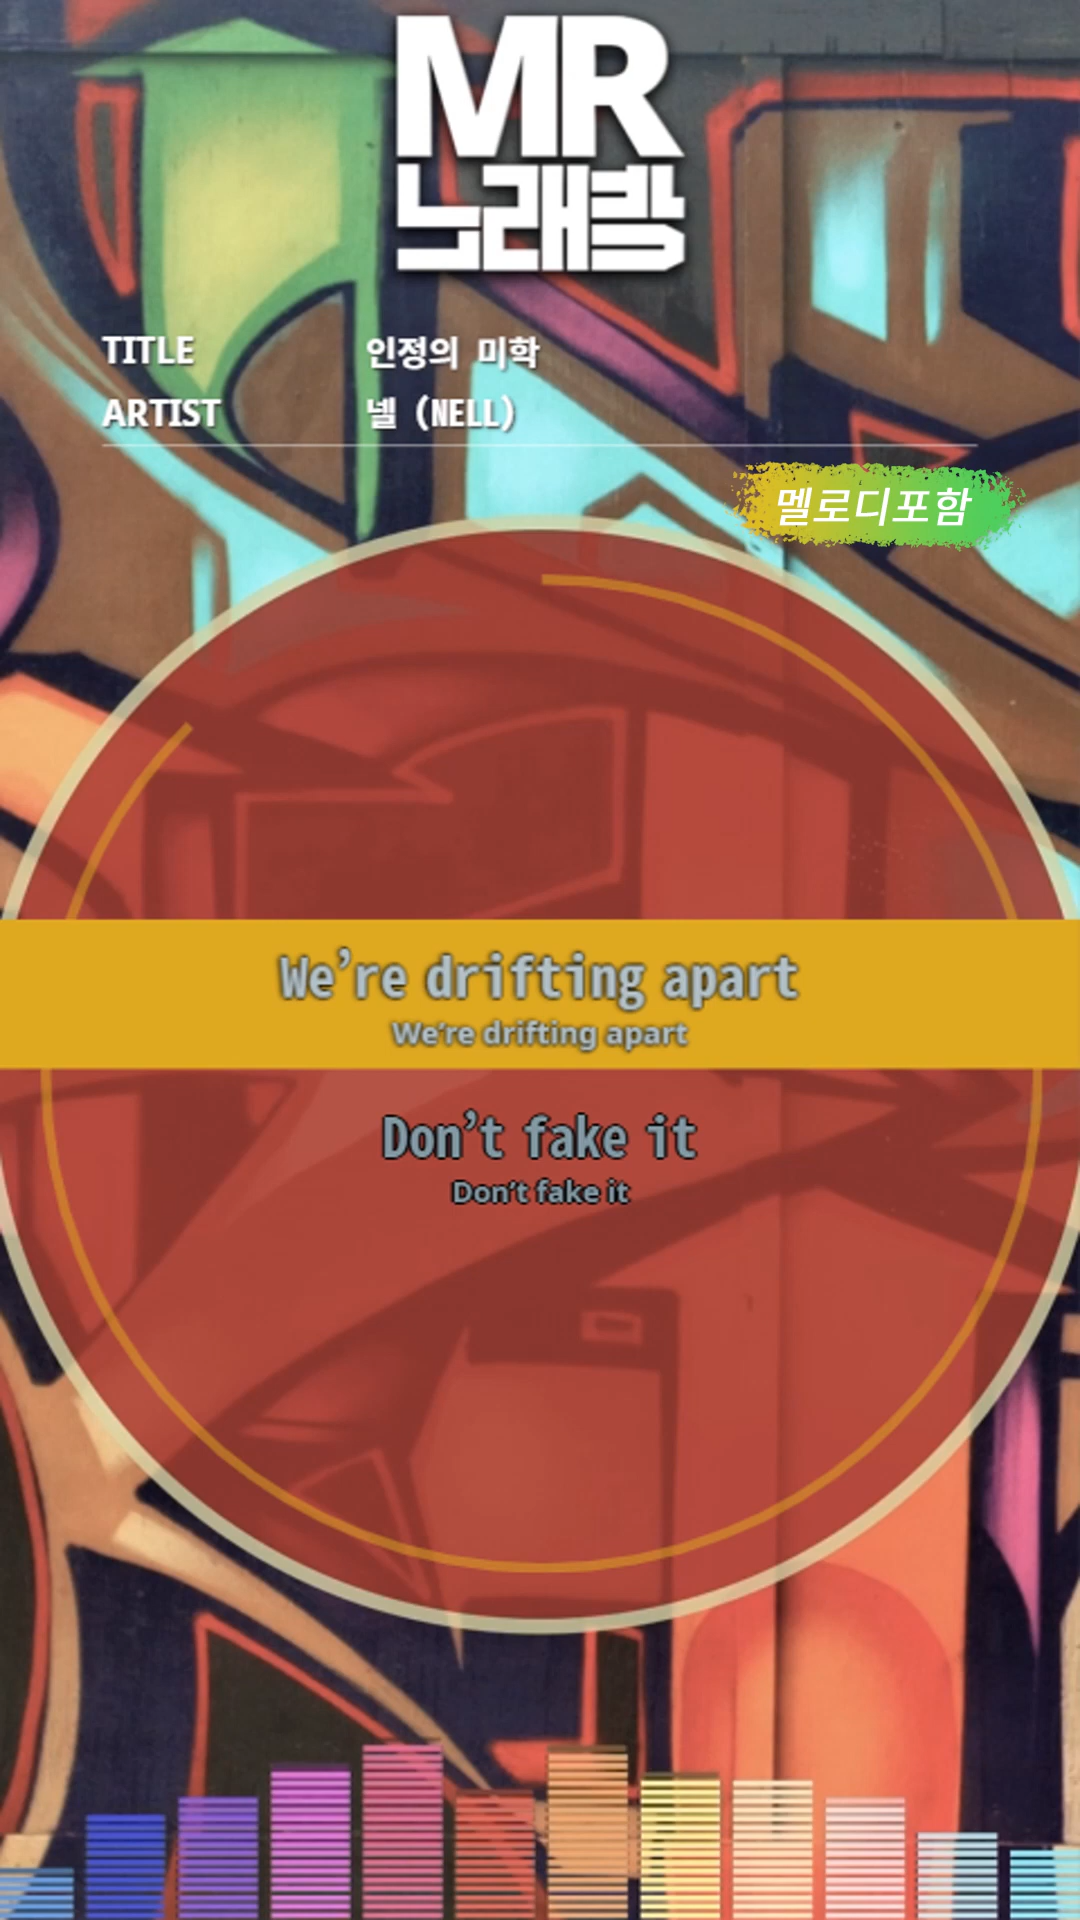 MR
노래방
TITLE 인정의 미학
ARTIST 넬 (NELL)
멜로디포함
We're drifting apart
We're drifting apart
Don't fake it
Don't fake it